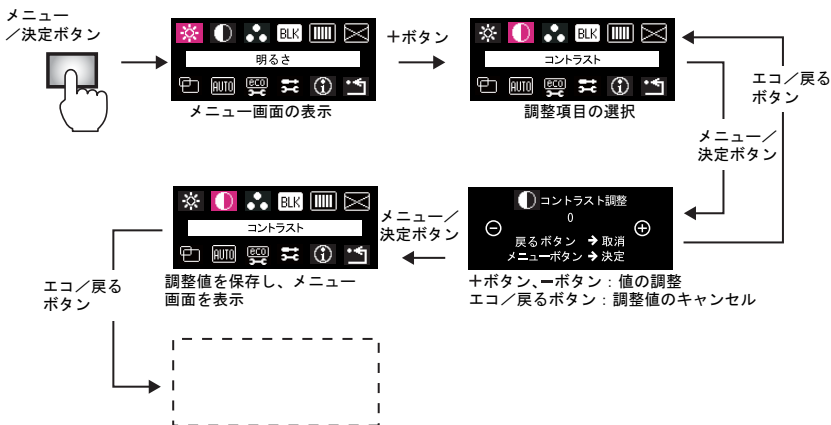 メニュー
／決定ボタン
BLK
明るさ
AUTO
eco
メニュー画面の表示
＋ボタン
BLK
コントラスト
AUTO
eco
調整項目の選択
エコ／戻る
ボタン
メニュー／
決定ボタン
コントラスト調整
0
戻るボタン → 取消
メニューボタン → 決定
＋ボタン、－ボタン：値の調整
エコ／戻るボタン：調整値のキャンセル
メニュー／
決定ボタン
BLK
コントラスト
AUTO
eco
調整値を保存し、メニュー
画面を表示
エコ／戻る
ボタン